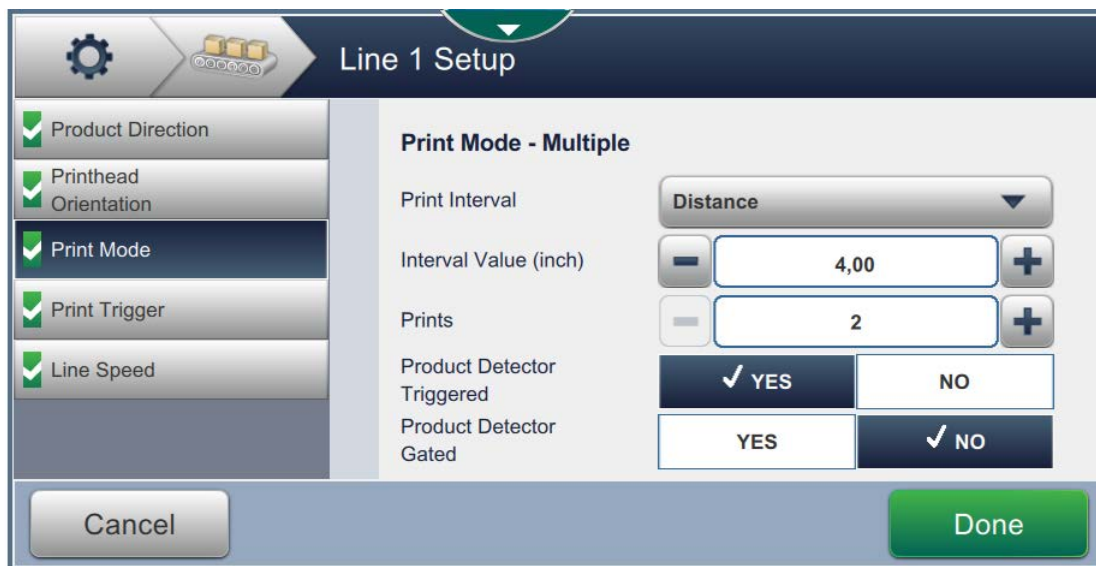 Line 1 Setup
Product Direction
Printhead
Orientation
Print Mode
Print Trigger
Line Speed
Print Mode - Multiple
Print Interval
Distance
Interval Value (inch)
4,00
Prints
2
Product Detector
Triggered
YES
NO
Product Detector
Gated
YES
NO
Cancel
Done